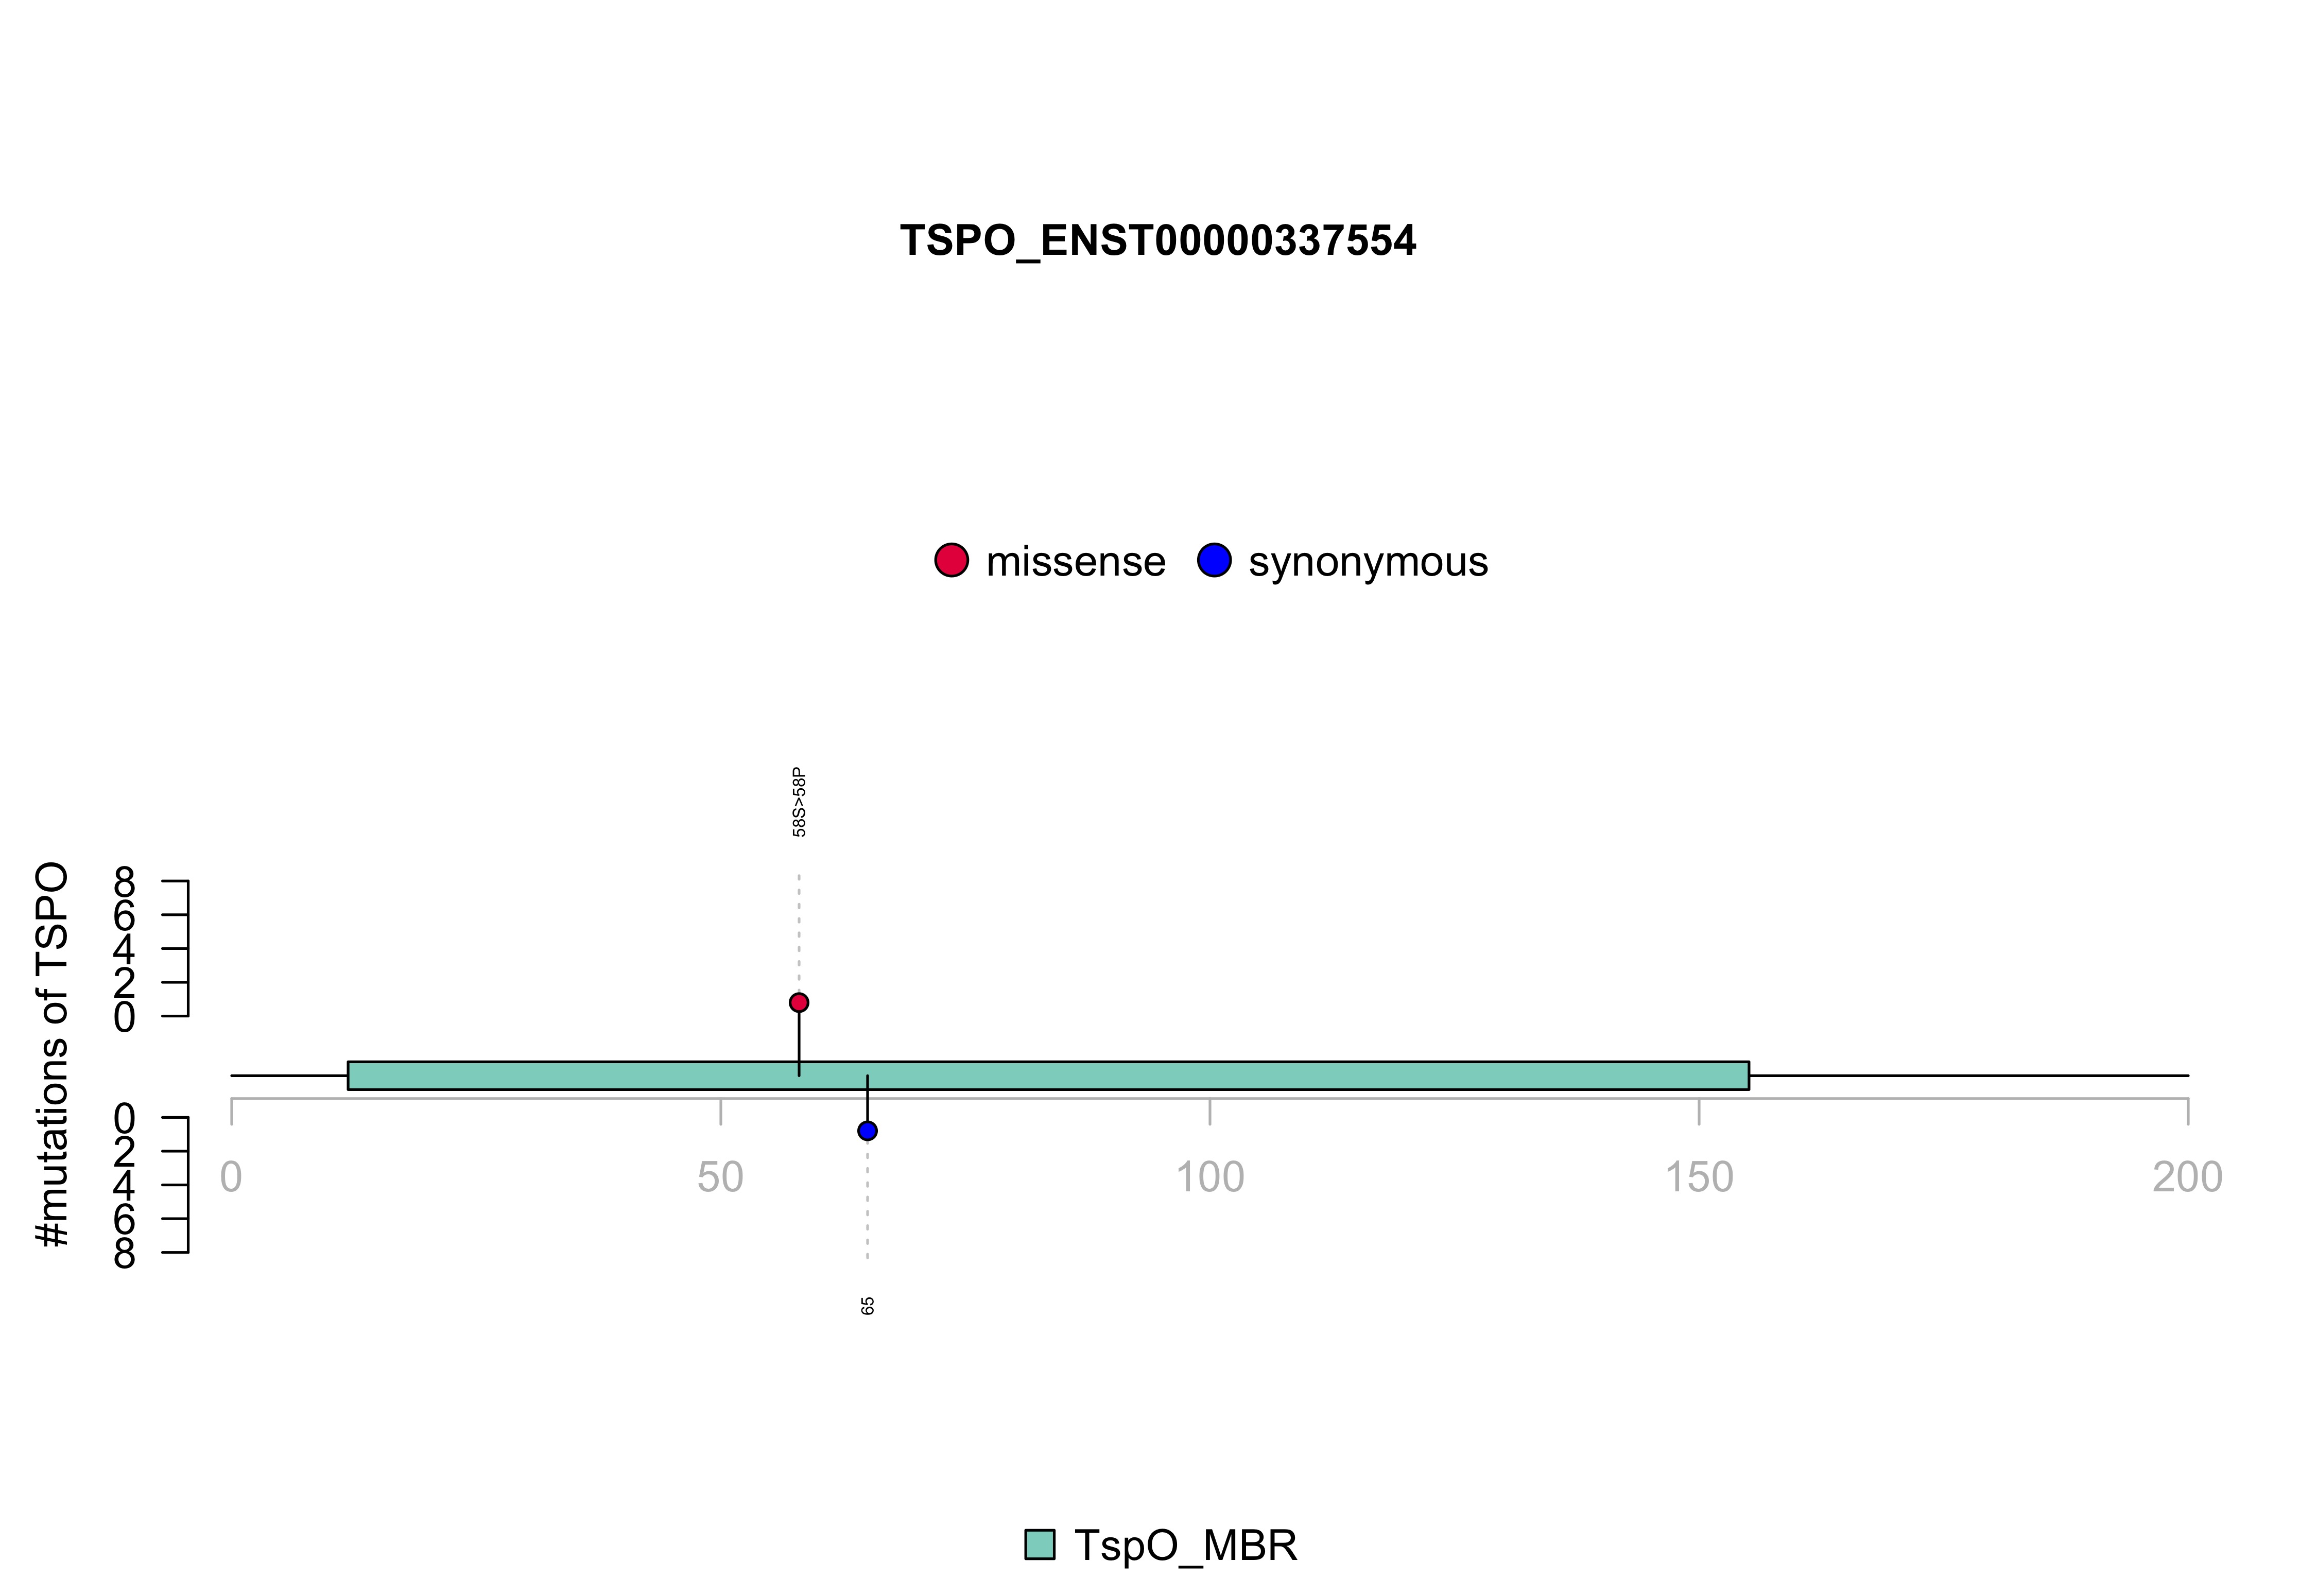 TSPO_ENST00000337554
missense synonymous
58S>58P
#mutations of TSPO
8
6
4
2
0
0
2
4
6
8
0 50 100 150 200
65
TspO_MBR